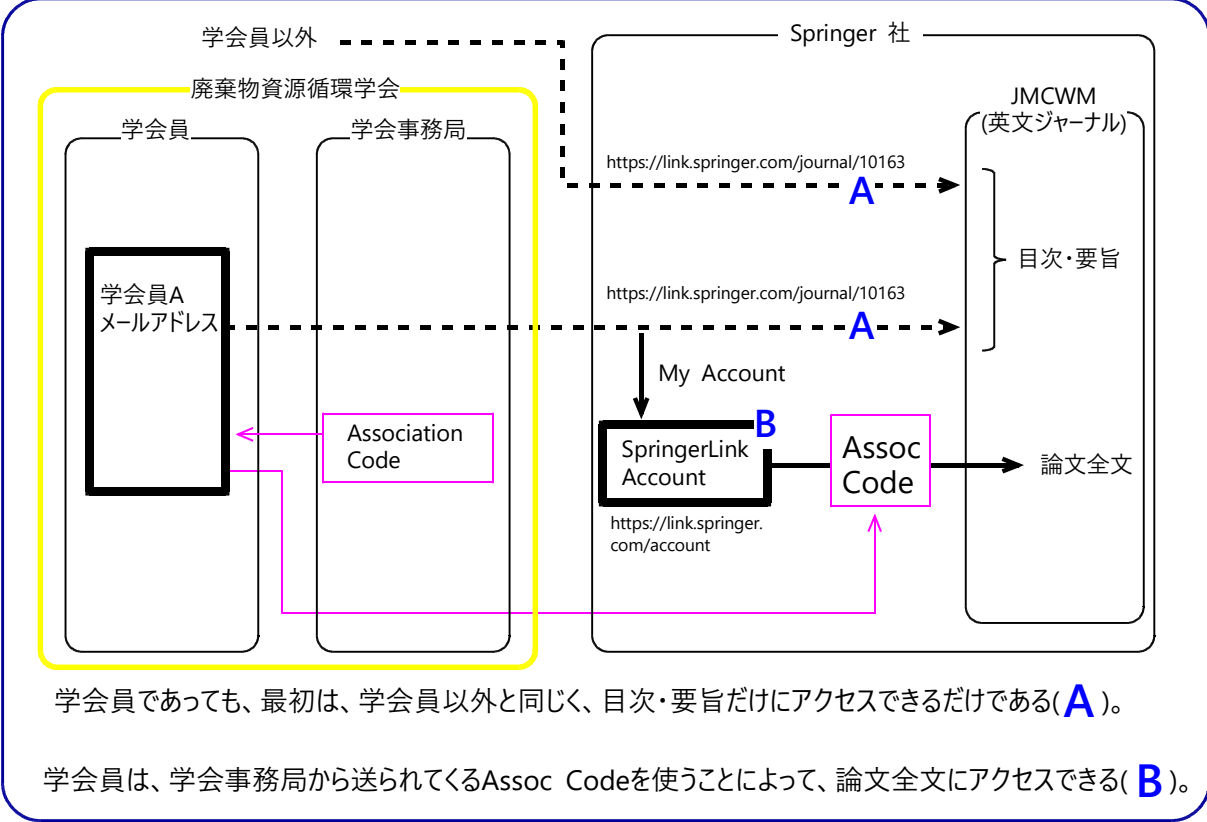 学会員以外
Springer 社
廃棄物資源循環学会
JMCWM
(英文ジャーナル)
学会員
学会事務局
https://link.springer.com/journal/10163
A
目次・要旨
学会員A
メールアドレス
https://link.springer.com/journal/10163
A
My Account
B
Association
Code
SpringerLink
Account
Assoc
Code
論文全文
https://link.springer.
com/account
学会員であっても、最初は、学会員以外と同じく、目次・要旨だけにアクセスできるだけである( A )。
学会員は、学会事務局から送られてくるAssoc Codeを使うことによって、論文全文にアクセスできる( B )。